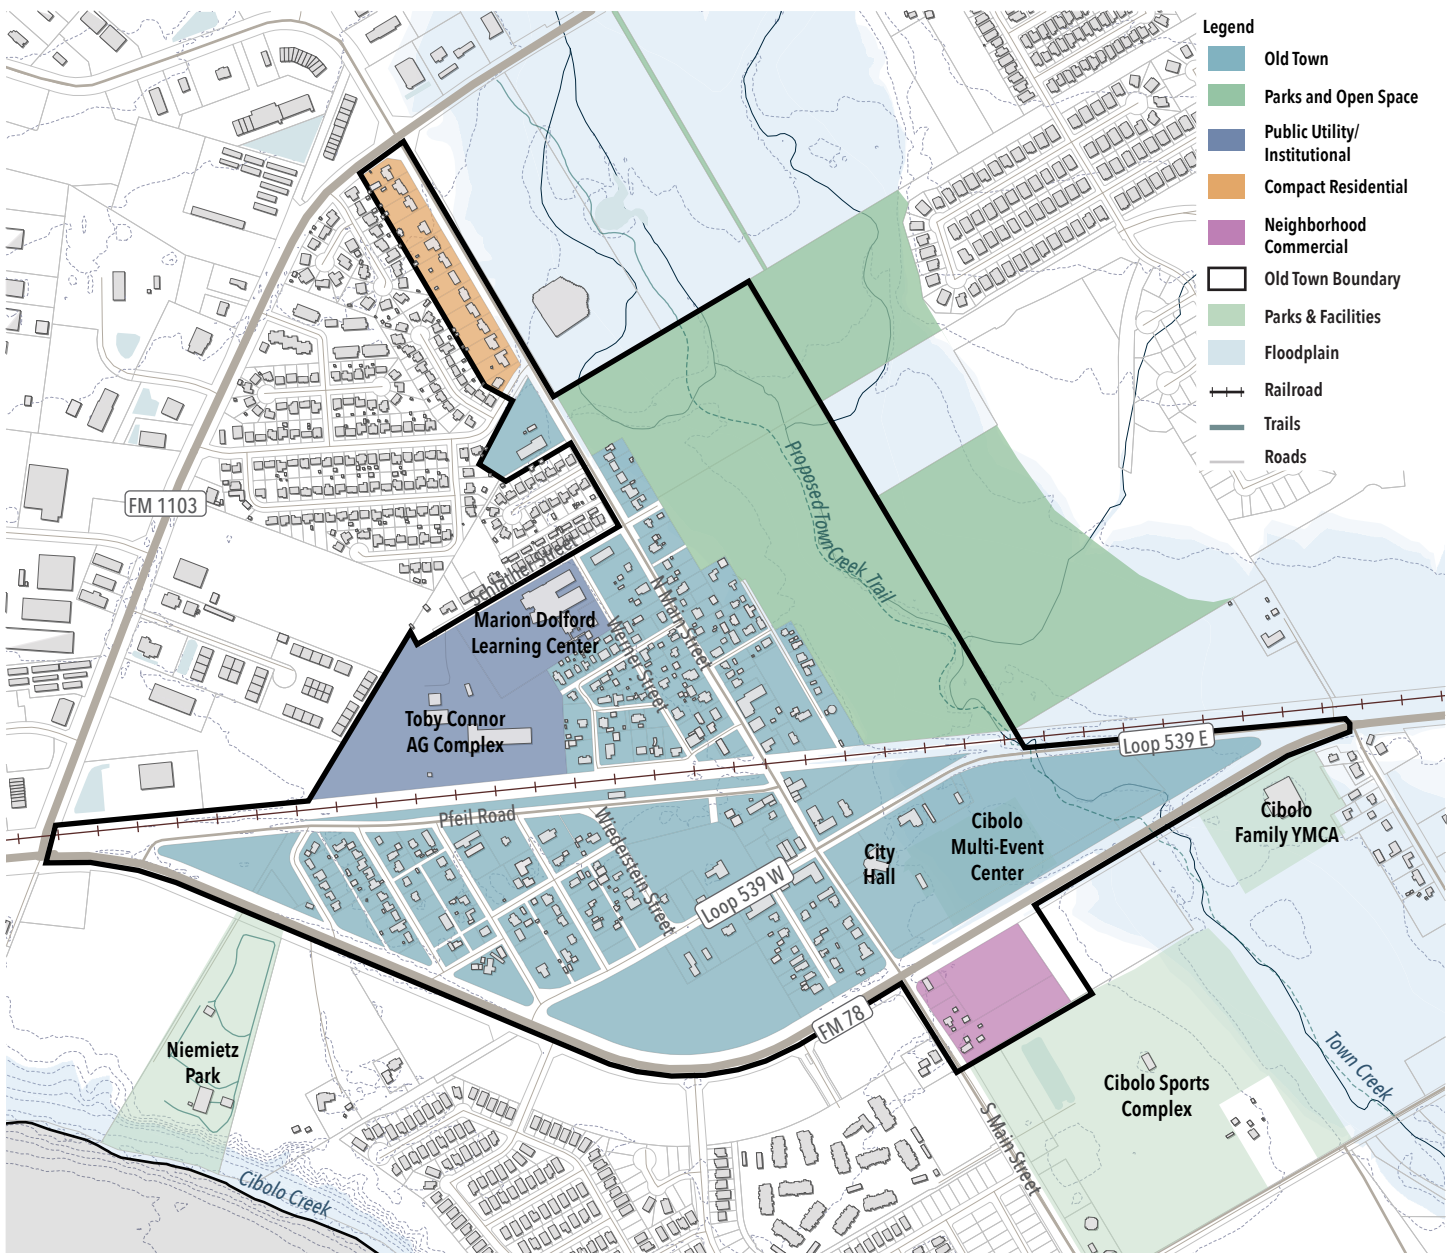 Legend
Old Town
Parks and Open Space
Public Utility/
Institutional
Compact Residential
Neighborhood
Commercial
Old Town Boundary
Parks & Facilities
Floodplain
Railroad
Trails
Roads
FM 1103
Proposed Town Creek Trail
Schlather Street
N Main Street
Werner Street
Marion Dolford
Learning Center
Toby Connor
AG Complex
Loop 539 E
Pfeil Road
Wiederstein Street
Cibolo
Multi-Event
Center
City
Hall
Cibolo
Family YMCA
Loop 539 W
FM 78
Niemietz
Park
Cibolo Sports
Complex
Town Creek
S Main Street
Cibolo Creek